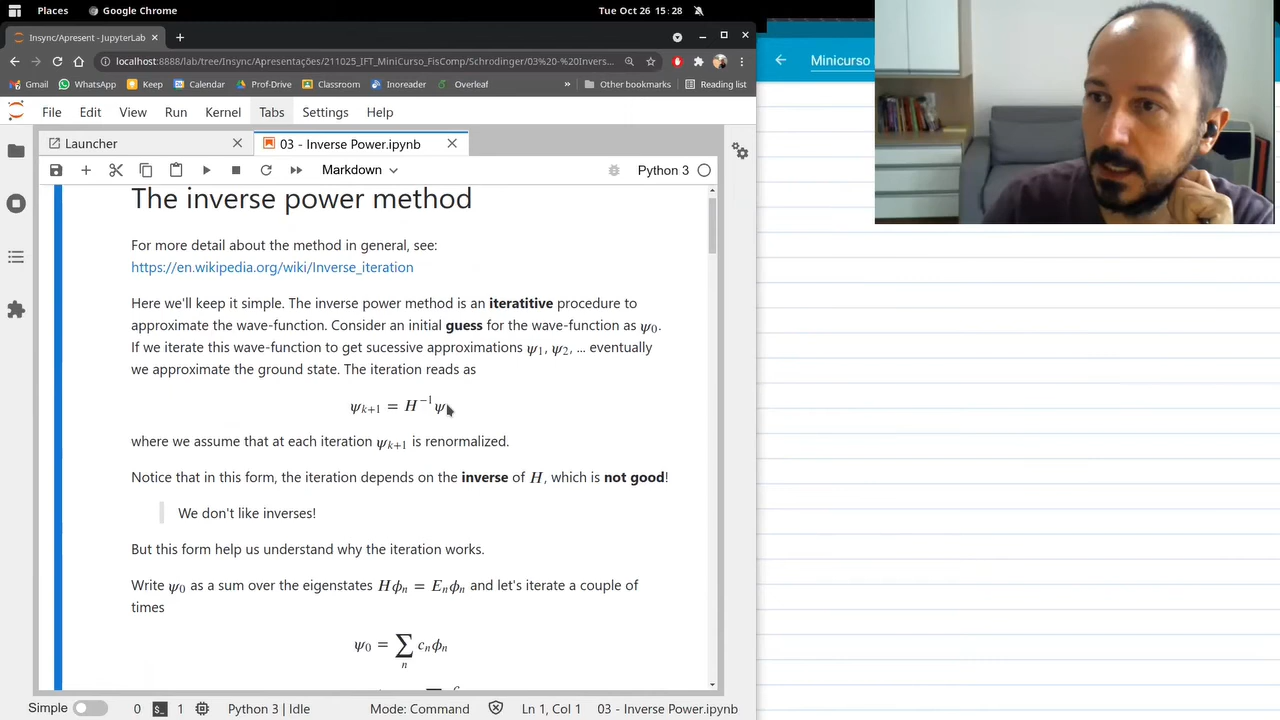 Places
Google Chrome
Tue Oct 26 15:28
Insync/Apresent - JupyterLab
localhost:8888/lab/tree/Insync/Apresentações/211025_IFT_MiniCurso_FisComp/Schrodinger/03%20-%20Invers...
Gmail
WhatsApp
Keep
Calendar
Prof-Drive
Classroom
Inoreader
Overleaf
»
Other bookmarks
Reading list
File
Edit
View
Run
Kernel
Tabs
Settings
Help
Launcher
03 - Inverse Power.ipynb
Markdown
Python 3
The inverse power method
For more detail about the method in general, see:
https://en.wikipedia.org/wiki/Inverse_iteration
Here we'll keep it simple. The inverse power method is an iteratitive procedure to
approximate the wave-function. Consider an initial guess for the wave-function as ψ₀.
If we iterate this wave-function to get sucessive approximations ψ₁, ψ₂, ... eventually
we approximate the ground state. The iteration reads as
ψₖ₊₁ = H⁻¹ψ
where we assume that at each iteration ψₖ₊₁ is renormalized.
Notice that in this form, the iteration depends on the inverse of H, which is not good!
We don't like inverses!
But this form help us understand why the iteration works.
Write ψ₀ as a sum over the eigenstates Hϕₙ = Eₙϕₙ and let's iterate a couple of
times
ψ₀ = ∑ₙ cₙϕₙ
Simple
0
1
Python 3 | Idle
Mode: Command
Ln 1, Col 1
03 - Inverse Power.ipynb
Minicurso